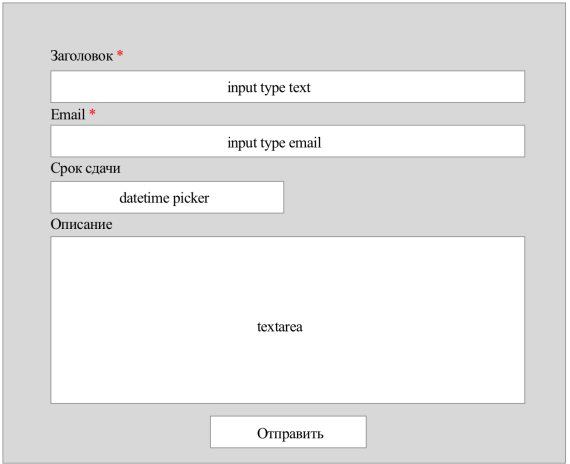 Заголовок *
input type text
Email *
input type email
Срок сдачи
datetime picker
Описание
textarea
Отправить